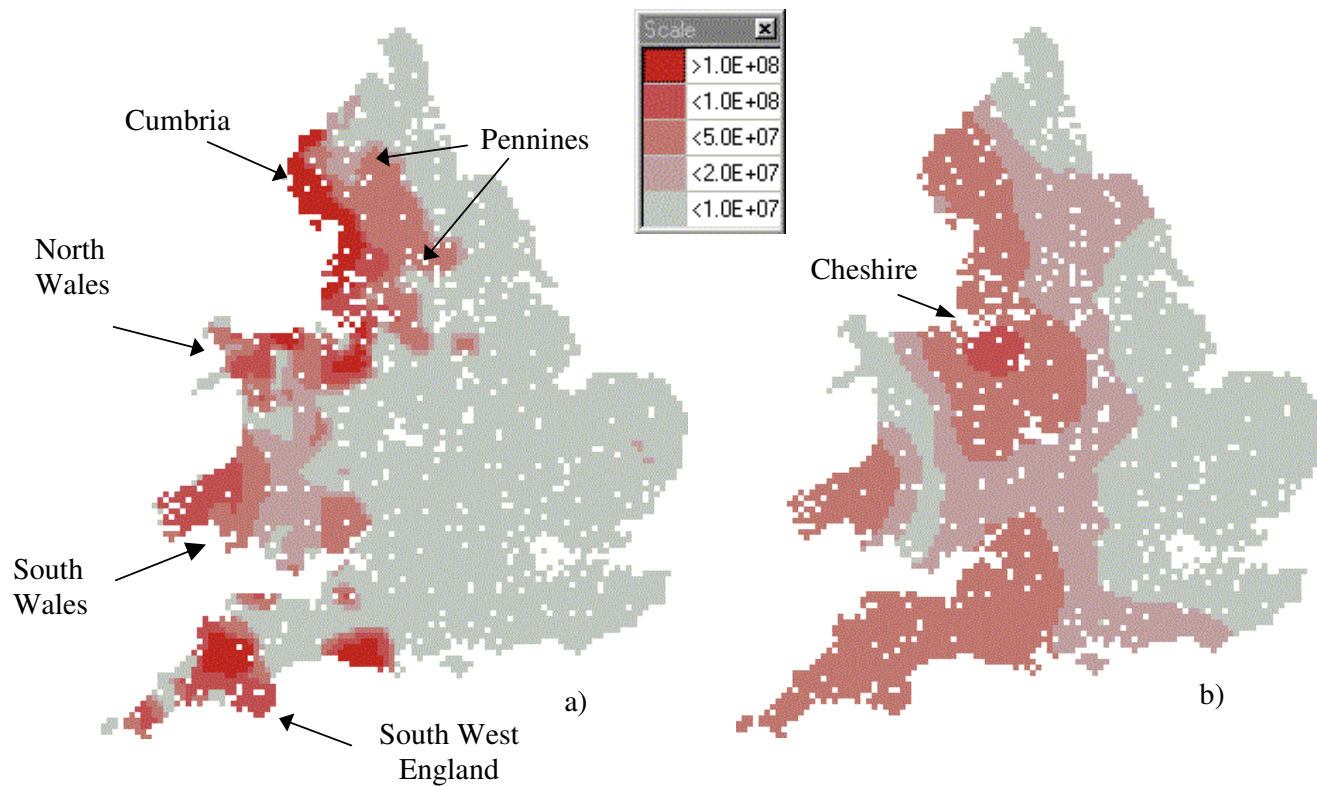 Scale
>1.0E+08
<1.0E+08
<5.0E+07
<2.0E+07
<1.0E+07
Cumbria
Pennines
North
Wales
Cheshire
South
Wales
South West
England
a)
b)